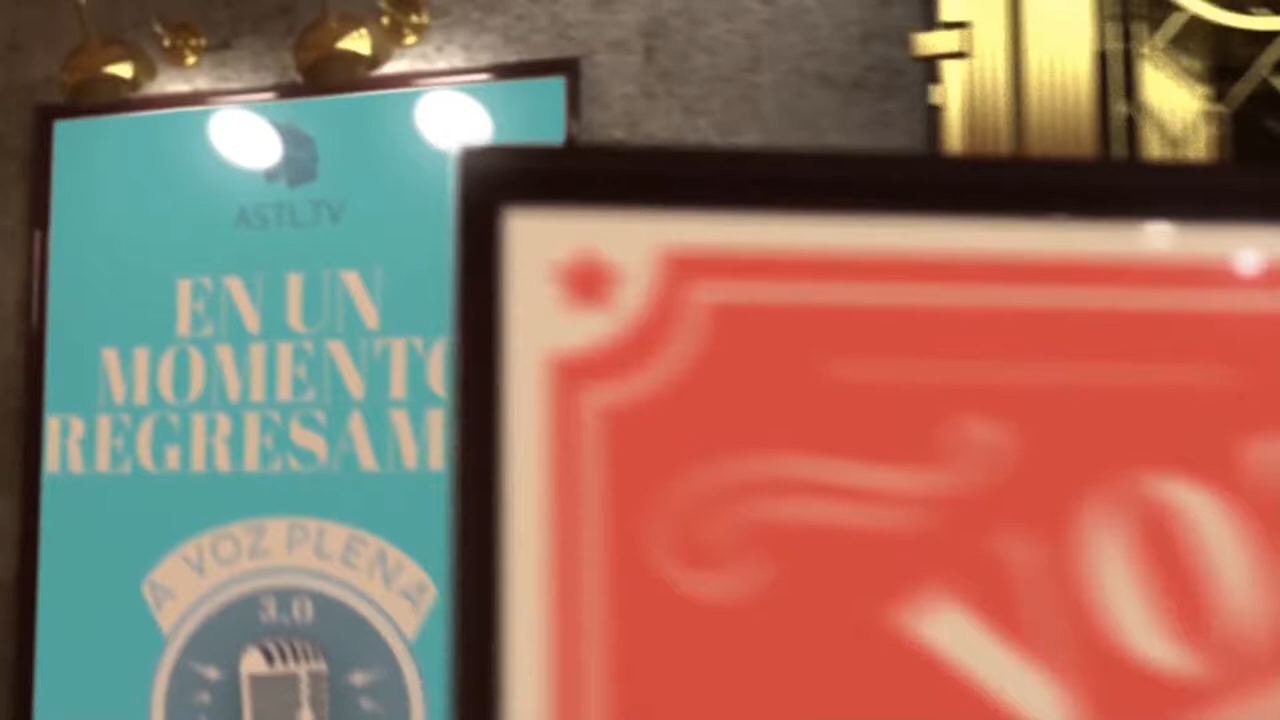 ASTL.TV
EN UN
MOMENTO
REGRESAM
A VOZ PLENA
3.0